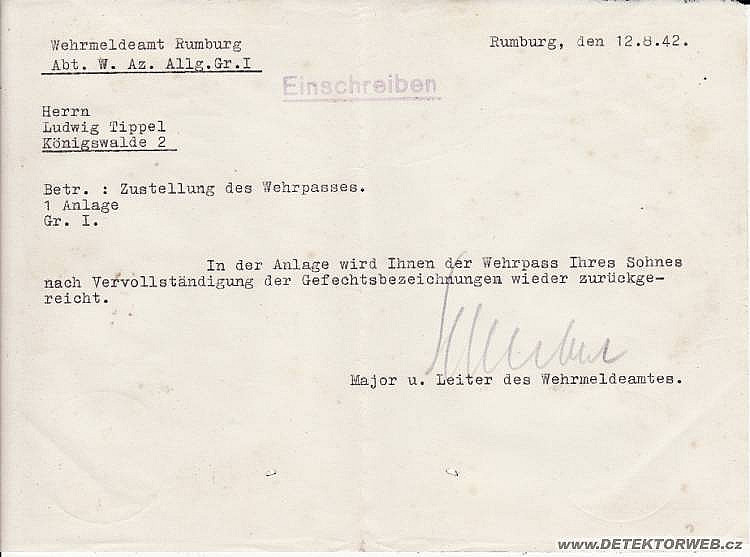 Wehrmeldeamt Rumburg
Rumburg, den 12.8.42.
Abt. W. Az. Allg.Gr.I
Einschreiben
Herrn
Ludwig Tippel
Königswalde 2
Betr. : Zustellung des Wehrpasses.
1 Anlage
Gr. I.
In der Anlage wird Ihnen der Wehrpass Ihres Sohnes
nach Vervollständigung der Gefechtsbezeichnungen wieder zurückge-
reicht.
Major u. Leiter des Wehrmeldeamtes.
www.DETEKTORWEB.cz